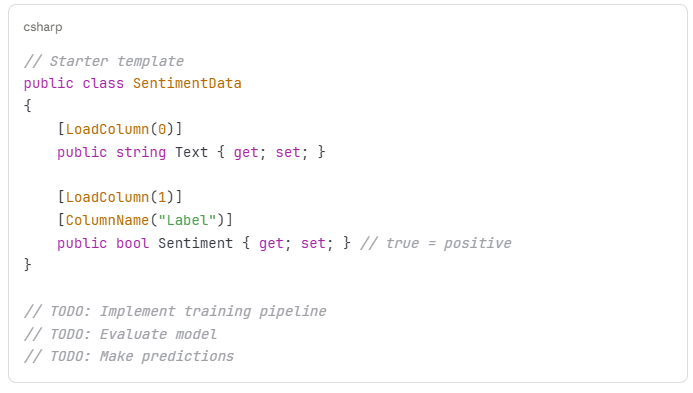 csharp
// Starter template
public class SentimentData
{
    [LoadColumn(0)]
    public string Text { get; set; }

    [LoadColumn(1)]
    [ColumnName("Label")]
    public bool Sentiment { get; set; } // true = positive
}

// TODO: Implement training pipeline
// TODO: Evaluate model
// TODO: Make predictions